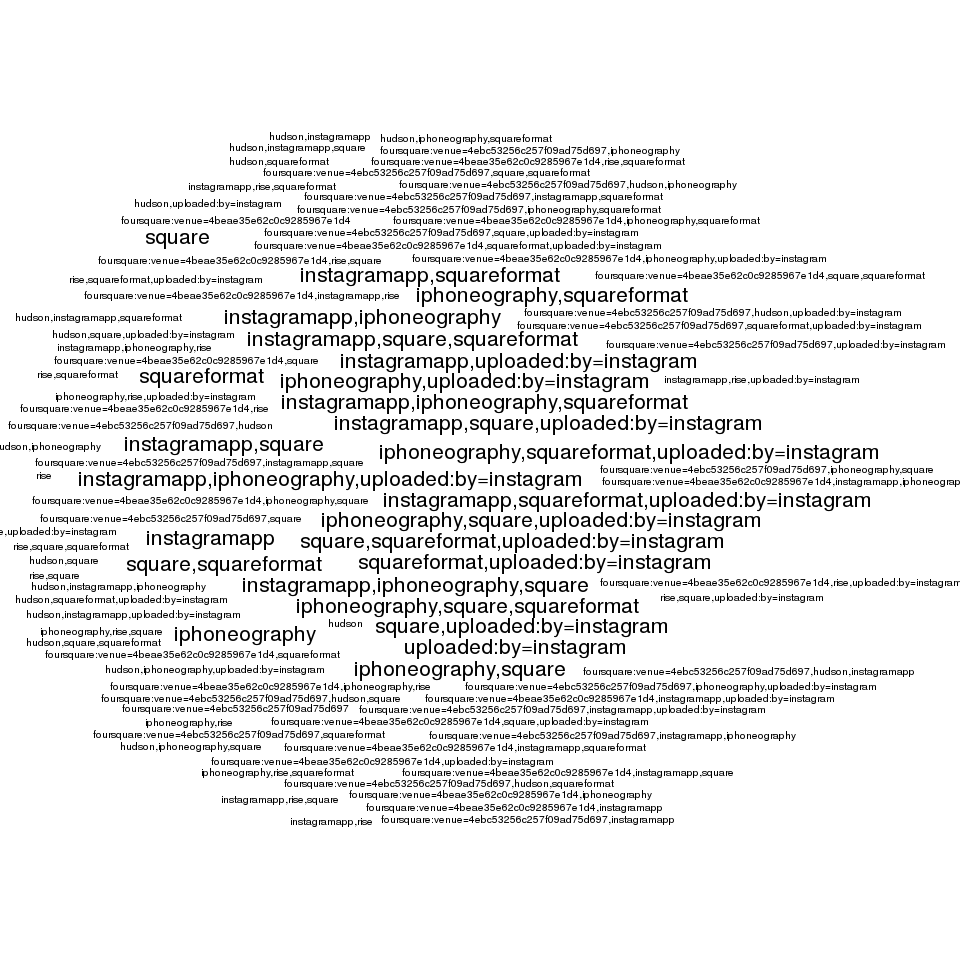 hudson,instagramapp
hudson,iphoneography,squareformat
hudson,instagramapp,square
foursquare:venue=4ebc53256c257f09ad75d697,iphoneography
hudson,squareformat
foursquare:venue=4beae35e62c0c9285967e1d4,rise,squareformat
foursquare:venue=4ebc53256c257f09ad75d697,square,squareformat
instagramapp,rise,squareformat
foursquare:venue=4ebc53256c257f09ad75d697,hudson,iphoneography
foursquare:venue=4ebc53256c257f09ad75d697,instagramapp,squareformat
hudson,uploaded:by=instagram
foursquare:venue=4ebc53256c257f09ad75d697,iphoneography,squareformat
foursquare:venue=4beae35e62c0c9285967e1d4
foursquare:venue=4beae35e62c0c9285967e1d4,iphoneography,squareformat
square
foursquare:venue=4ebc53256c257f09ad75d697,square,uploaded:by=instagram
foursquare:venue=4beae35e62c0c9285967e1d4,squareformat,uploaded:by=instagram
foursquare:venue=4beae35e62c0c9285967e1d4,rise,square
foursquare:venue=4beae35e62c0c9285967e1d4,iphoneography,uploaded:by=instagram
rise,squareformat,uploaded:by=instagram
instagramapp,squareformat
foursquare:venue=4beae35e62c0c9285967e1d4,square,squareformat
foursquare:venue=4beae35e62c0c9285967e1d4,instagramapp,rise
iphoneography,squareformat
hudson,instagramapp,squareformat
instagramapp,iphoneography
foursquare:venue=4ebc53256c257f09ad75d697,hudson,uploaded:by=instagram
foursquare:venue=4ebc53256c257f09ad75d697,squareformat,uploaded:by=instagram
hudson,square,uploaded:by=instagram
instagramapp,square,squareformat
foursquare:venue=4ebc53256c257f09ad75d697,uploaded:by=instagram
instagramapp,iphoneography,rise
foursquare:venue=4beae35e62c0c9285967e1d4,square
instagramapp,uploaded:by=instagram
rise,squareformat
squareformat
iphoneography,uploaded:by=instagram
instagramapp,rise,uploaded:by=instagram
iphoneography,rise,uploaded:by=instagram
instagramapp,iphoneography,squareformat
foursquare:venue=4beae35e62c0c9285967e1d4,rise
foursquare:venue=4ebc53256c257f09ad75d697,hudson
instagramapp,square,uploaded:by=instagram
udson,iphoneography
instagramapp,square
iphoneography,squareformat,uploaded:by=instagram
foursquare:venue=4ebc53256c257f09ad75d697,instagramapp,square
foursquare:venue=4ebc53256c257f09ad75d697,iphoneography,square
rise
instagramapp,iphoneography,uploaded:by=instagram
foursquare:venue=4beae35e62c0c9285967e1d4,instagramapp,iphoneograp
foursquare:venue=4beae35e62c0c9285967e1d4,iphoneography,square
instagramapp,squareformat,uploaded:by=instagram
foursquare:venue=4ebc53256c257f09ad75d697,square
iphoneography,square,uploaded:by=instagram
e,uploaded:by=instagram
instagramapp
square,squareformat,uploaded:by=instagram
rise,square,squareformat
hudson,square
square,squareformat
squareformat,uploaded:by=instagram
rise,square
hudson,instagramapp,iphoneography
instagramapp,iphoneography,square
foursquare:venue=4beae35e62c0c9285967e1d4,rise,uploaded:by=instagram
hudson,squareformat,uploaded:by=instagram
iphoneography,square,squareformat
rise,square,uploaded:by=instagram
hudson,instagramapp,uploaded:by=instagram
hudson
square,uploaded:by=instagram
iphoneography,rise,square
iphoneography
hudson,square,squareformat
uploaded:by=instagram
foursquare:venue=4beae35e62c0c9285967e1d4,squareformat
hudson,iphoneography,uploaded:by=instagram
iphoneography,square
foursquare:venue=4ebc53256c257f09ad75d697,hudson,instagramapp
foursquare:venue=4beae35e62c0c9285967e1d4,iphoneography,rise
foursquare:venue=4ebc53256c257f09ad75d697,iphoneography,uploaded:by=instagram
foursquare:venue=4ebc53256c257f09ad75d697,hudson,square
foursquare:venue=4beae35e62c0c9285967e1d4,instagramapp,uploaded:by=instagram
foursquare:venue=4ebc53256c257f09ad75d697
foursquare:venue=4ebc53256c257f09ad75d697,instagramapp,uploaded:by=instagram
iphoneography,rise
foursquare:venue=4beae35e62c0c9285967e1d4,square,uploaded:by=instagram
foursquare:venue=4ebc53256c257f09ad75d697,squareformat
foursquare:venue=4ebc53256c257f09ad75d697,instagramapp,iphoneography
hudson,iphoneography,square
foursquare:venue=4beae35e62c0c9285967e1d4,instagramapp,squareformat
foursquare:venue=4beae35e62c0c9285967e1d4,uploaded:by=instagram
iphoneography,rise,squareformat
foursquare:venue=4beae35e62c0c9285967e1d4,instagramapp,square
foursquare:venue=4ebc53256c257f09ad75d697,hudson,squareformat
instagramapp,rise,square
foursquare:venue=4beae35e62c0c9285967e1d4,iphoneography
foursquare:venue=4beae35e62c0c9285967e1d4,instagramapp
instagramapp,rise
foursquare:venue=4ebc53256c257f09ad75d697,instagramapp